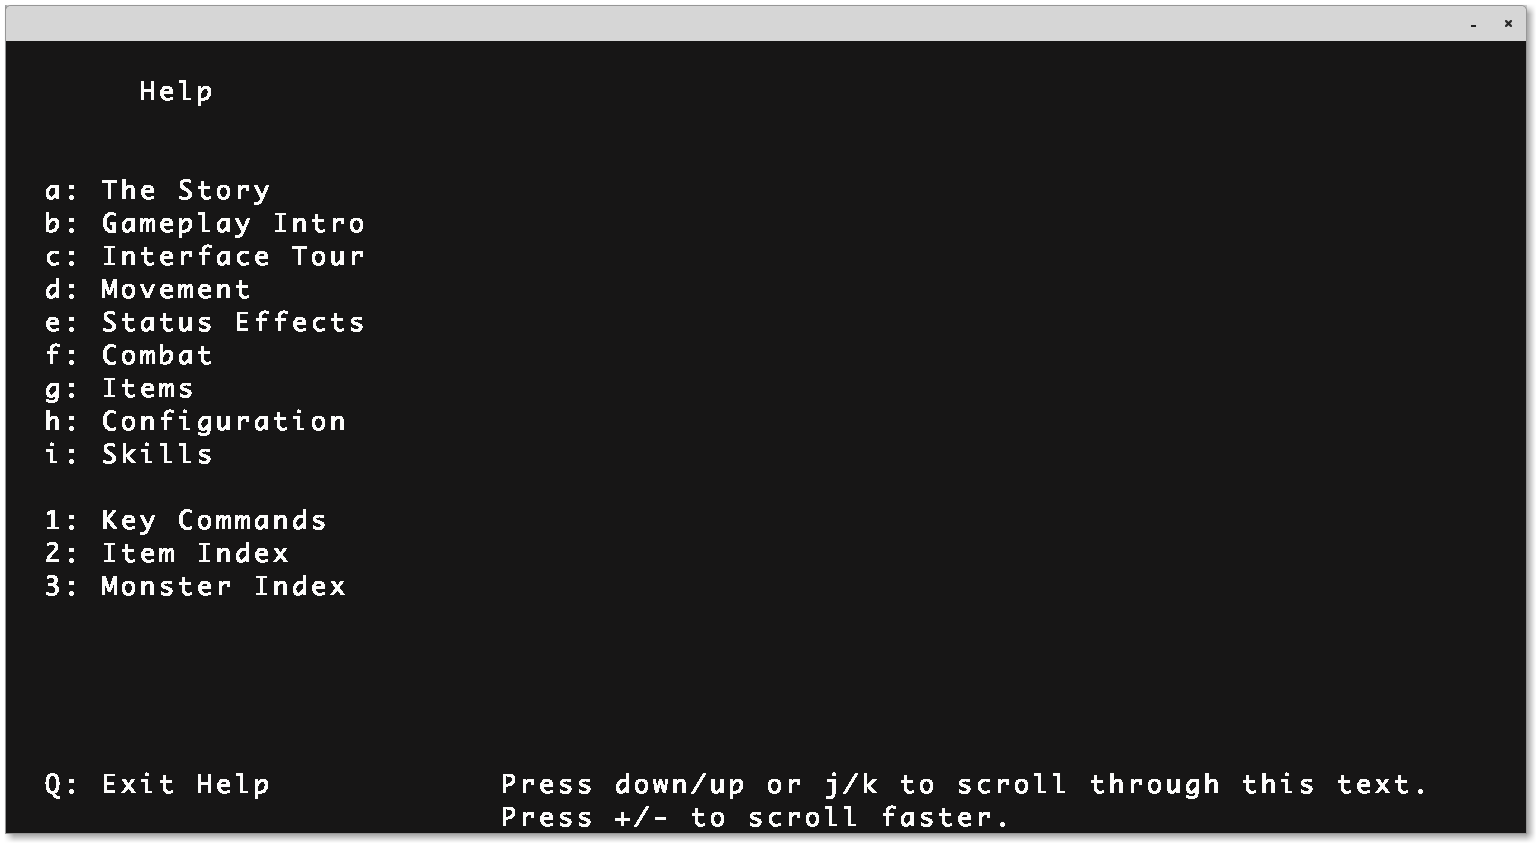 Help
a: The Story
b: Gameplay Intro
c: Interface Tour
d: Movement
e: Status Effects
f: Combat
g: Items
h: Configuration
i: Skills
1: Key Commands
2: Item Index
3: Monster Index
Q: Exit Help
Press down/up or j/k to scroll through this text.
Press +/- to scroll faster.